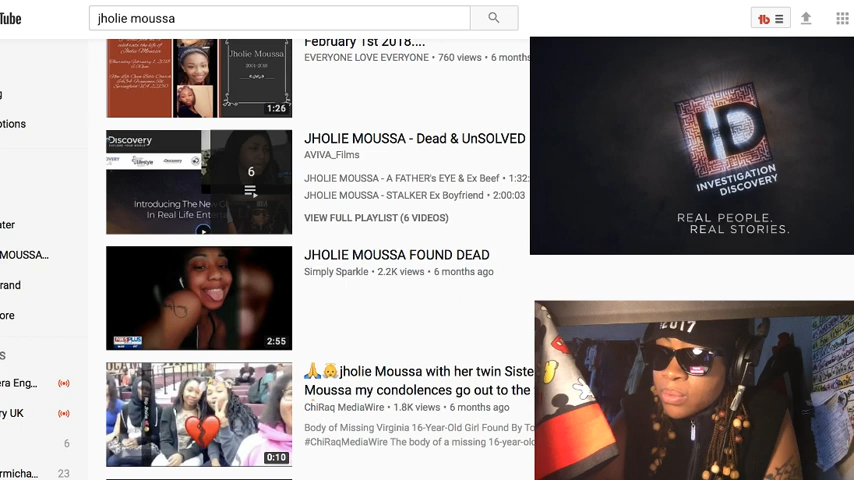 Tube
jholie moussa
February 1st 2018....
EVERYONE LOVE EVERYONE • 760 views • 6 months
Jholie Moussa
2001-2018
1:26
ptions
JHOLIE MOUSSA - Dead & UnSOLVED
AVIVA_Films
Discovery
6
JHOLIE MOUSSA - A FATHER's EYE & Ex Beef • 1:32:
JHOLIE MOUSSA - STALKER Ex Boyfriend • 2:00:03
Introducing The New
In Real Life Enter
VIEW FULL PLAYLIST (6 VIDEOS)
ID
INVESTIGATION
DISCOVERY
REAL PEOPLE.
REAL STORIES.
ater
MOUSSA...
rand
ore
JHOLIE MOUSSA FOUND DEAD
Simply Sparkle • 2.2K views • 6 months ago
2:55
S
era Eng...
ry UK
6
rmicha...
23
🙏👧jholie Moussa with her twin Siste
Moussa my condolences go out to the
ChiRaq MediaWire • 1.8K views • 6 months ago
Body of Missing Virginia 16-Year-Old Girl Found By To
#ChiRaqMediaWire The body of a missing 16-year-old
0:10
2017